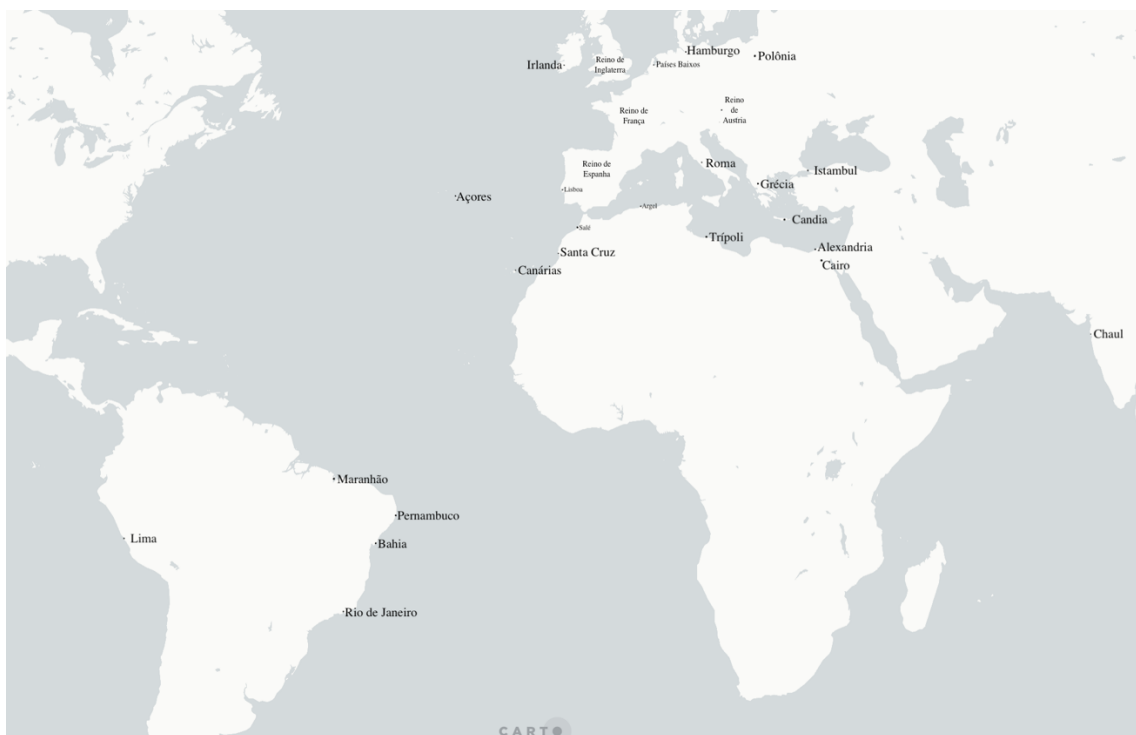 Hamburgo
Polônia
Irlanda
Reino de
Inglaterra
Países Baixos
Reino de
França
Reino
de
Austria
Reino de
Espanha
Roma
Istambul
Grécia
Lisboa
Açores
Argel
Candia
Salé
Trípoli
Santa Cruz
Alexandria
Cairo
Canárias
Chaul
Maranhão
Pernambuco
Lima
Bahia
Rio de Janeiro
CARTO